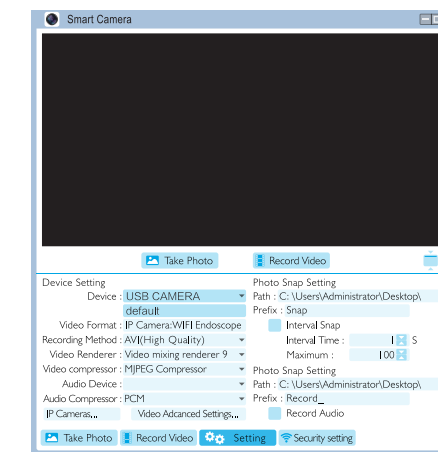 Smart Camera
Take Photo
Record Video
Device Setting
Device : USB CAMERA
default
Video Format : IP Camera:WIFI Endoscope
Recording Method : AVI(High Quality)
Video Renderer : Video mixing renderer 9
Video compressor : MJPEG Compressor
Audio Device :
Audio Compressor : PCM
IP Cameras,,,
Video Adcanced Settings,,,
Photo Snap Setting
Path : C: \Users\Administrator\Desktop\
Prefix : Snap
Interval Snap
Interval Time : 1 S
Maximum : 100
Photo Snap Setting
Path : C: \Users\Administrator\Desktop\
Prefix : Record_
Record Audio
Take Photo
Record Video
Setting
Security setting